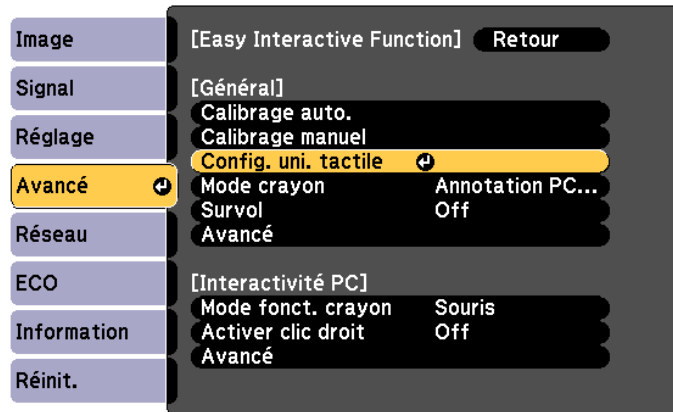 Image
Signal
Réglage
Avancé
Réseau
ECO
Information
Réinit.
[Easy Interactive Function] Retour
[Général]
Calibrage auto.
Calibrage manuel
Config. uni. tactile
Mode crayon Annotation PC...
Survol Off
Avancé
[Interactivité PC]
Mode fonct. crayon Souris
Activer clic droit Off
Avancé